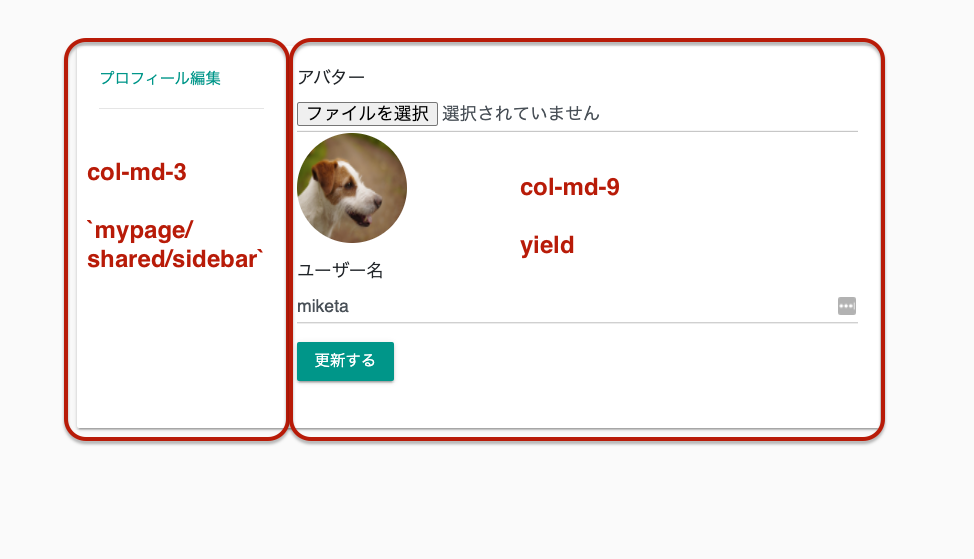 プロフィール編集
col-md-3
`mypage/
shared/sidebar`
アバター
ファイルを選択 選択されていません
col-md-9
yield
ユーザー名
miketa
更新する